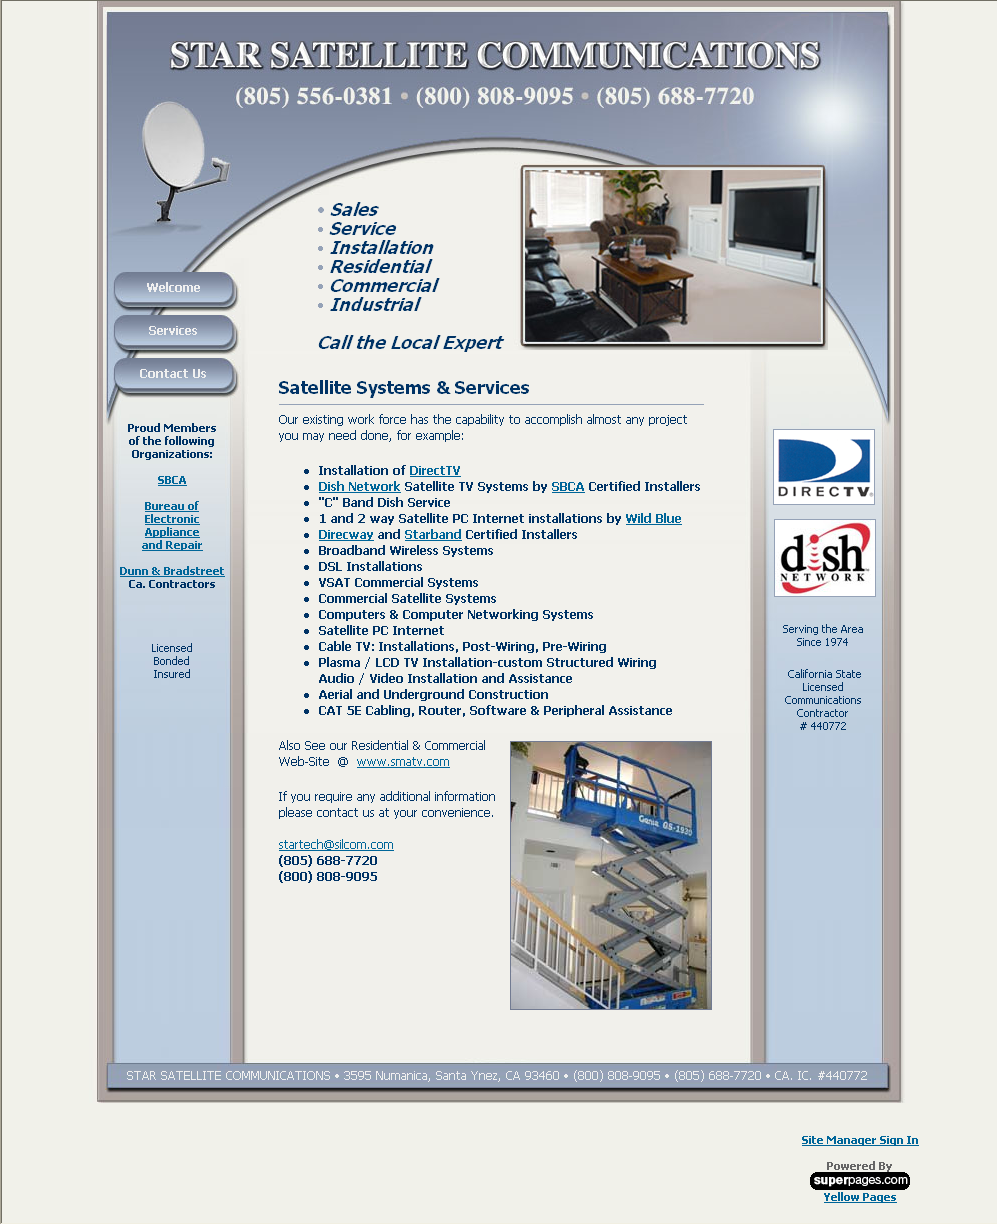 STAR SATELLITE COMMUNICATIONS
(805) 556-0381 • (800) 808-9095 • (805) 688-7720
• Sales
• Service
• Installation
• Residential
• Commercial
• Industrial
Call the Local Expert
Welcome
Services
Contact Us
Proud Members
of the following
Organizations:
SBCA
Bureau of
Electronic
Appliance
and Repair
Dunn & Bradstreet
Ca. Contractors
Licensed
Bonded
Insured
Satellite Systems & Services
Our existing work force has the capability to accomplish almost any project
you may need done, for example:
• Installation of DirectTV
• Dish Network Satellite TV Systems by SBCA Certified Installers
• "C" Band Dish Service
• 1 and 2 way Satellite PC Internet installations by Wild Blue
• Direcway and Starband Certified Installers
• Broadband Wireless Systems
• DSL Installations
• VSAT Commercial Systems
• Commercial Satellite Systems
• Computers & Computer Networking Systems
• Satellite PC Internet
• Cable TV: Installations, Post-Wiring, Pre-Wiring
• Plasma / LCD TV Installation-custom Structured Wiring
Audio / Video Installation and Assistance
• Aerial and Underground Construction
• CAT 5E Cabling, Router, Software & Peripheral Assistance
Also See our Residential & Commercial
Web-Site @ www.smatv.com
If you require any additional information
please contact us at your convenience.
startech@silcom.com
(805) 688-7720
(800) 808-9095
Genie GS-1930
DIRECTV
dish
NETWORK
Serving the Area
Since 1974
California State
Licensed
Communications
Contractor
# 440772
STAR SATELLITE COMMUNICATIONS • 3595 Numanica, Santa Ynez, CA 93460 • (800) 808-9095 • (805) 688-7720 • CA. IC. #440772
Site Manager Sign In
Powered By
superpages.com
Yellow Pages